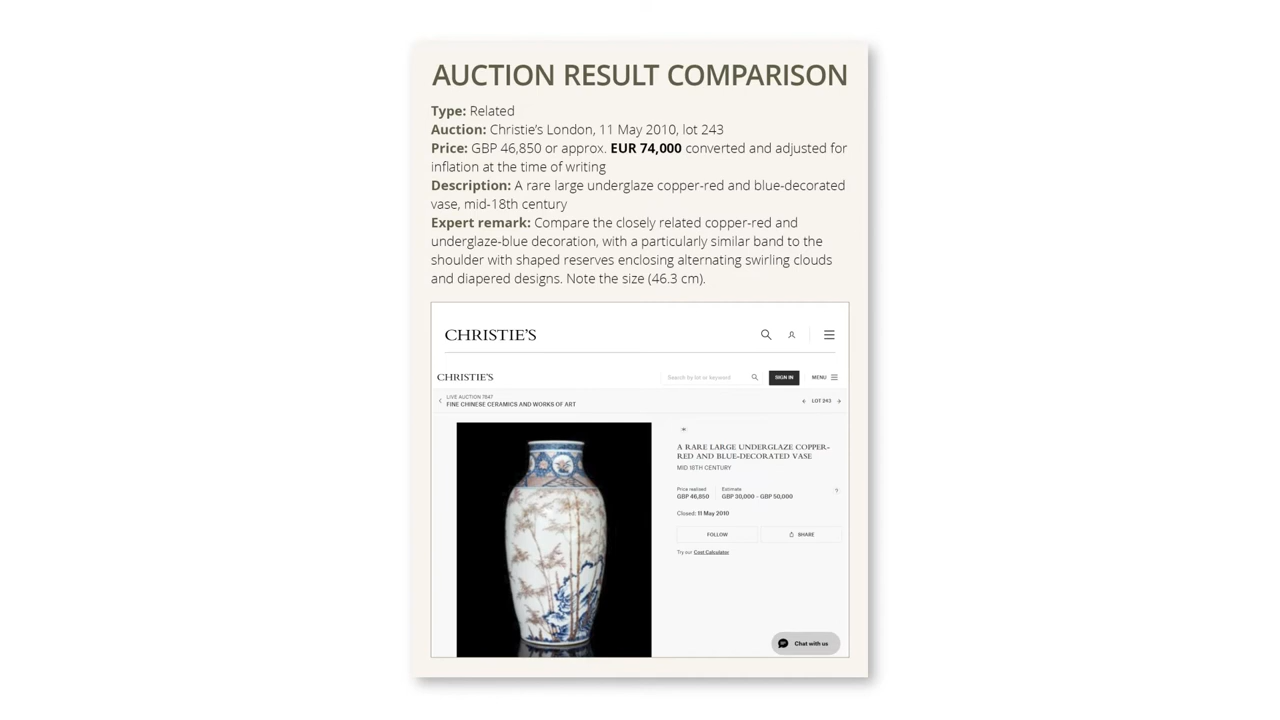 AUCTION RESULT COMPARISON
Type: Related
Auction: Christie's London, 11 May 2010, lot 243
Price: GBP 46,850 or approx. EUR 74,000 converted and adjusted for
inflation at the time of writing
Description: A rare large underglaze copper-red and blue-decorated
vase, mid-18th century
Expert remark: Compare the closely related copper-red and
underglaze-blue decoration, with a particularly similar band to the
shoulder with shaped reserves enclosing alternating swirling clouds
and diapered designs. Note the size (46.3 cm).
CHRISTIE'S
CHRISTIE'S
Search by lot or keyword
SIGN IN
MENU
LIVE AUCTION 7847
FINE CHINESE CERAMICS AND WORKS OF ART
LOT 243
A RARE LARGE UNDERGLAZE COPPER-
RED AND BLUE-DECORATED VASE
MID 18TH CENTURY
Price realised Estimate
GBP 46,850 GBP 30,000 – GBP 50,000
?
Closed: 11 May 2010
FOLLOW SHARE
Try our Cost Calculator
Chat with us